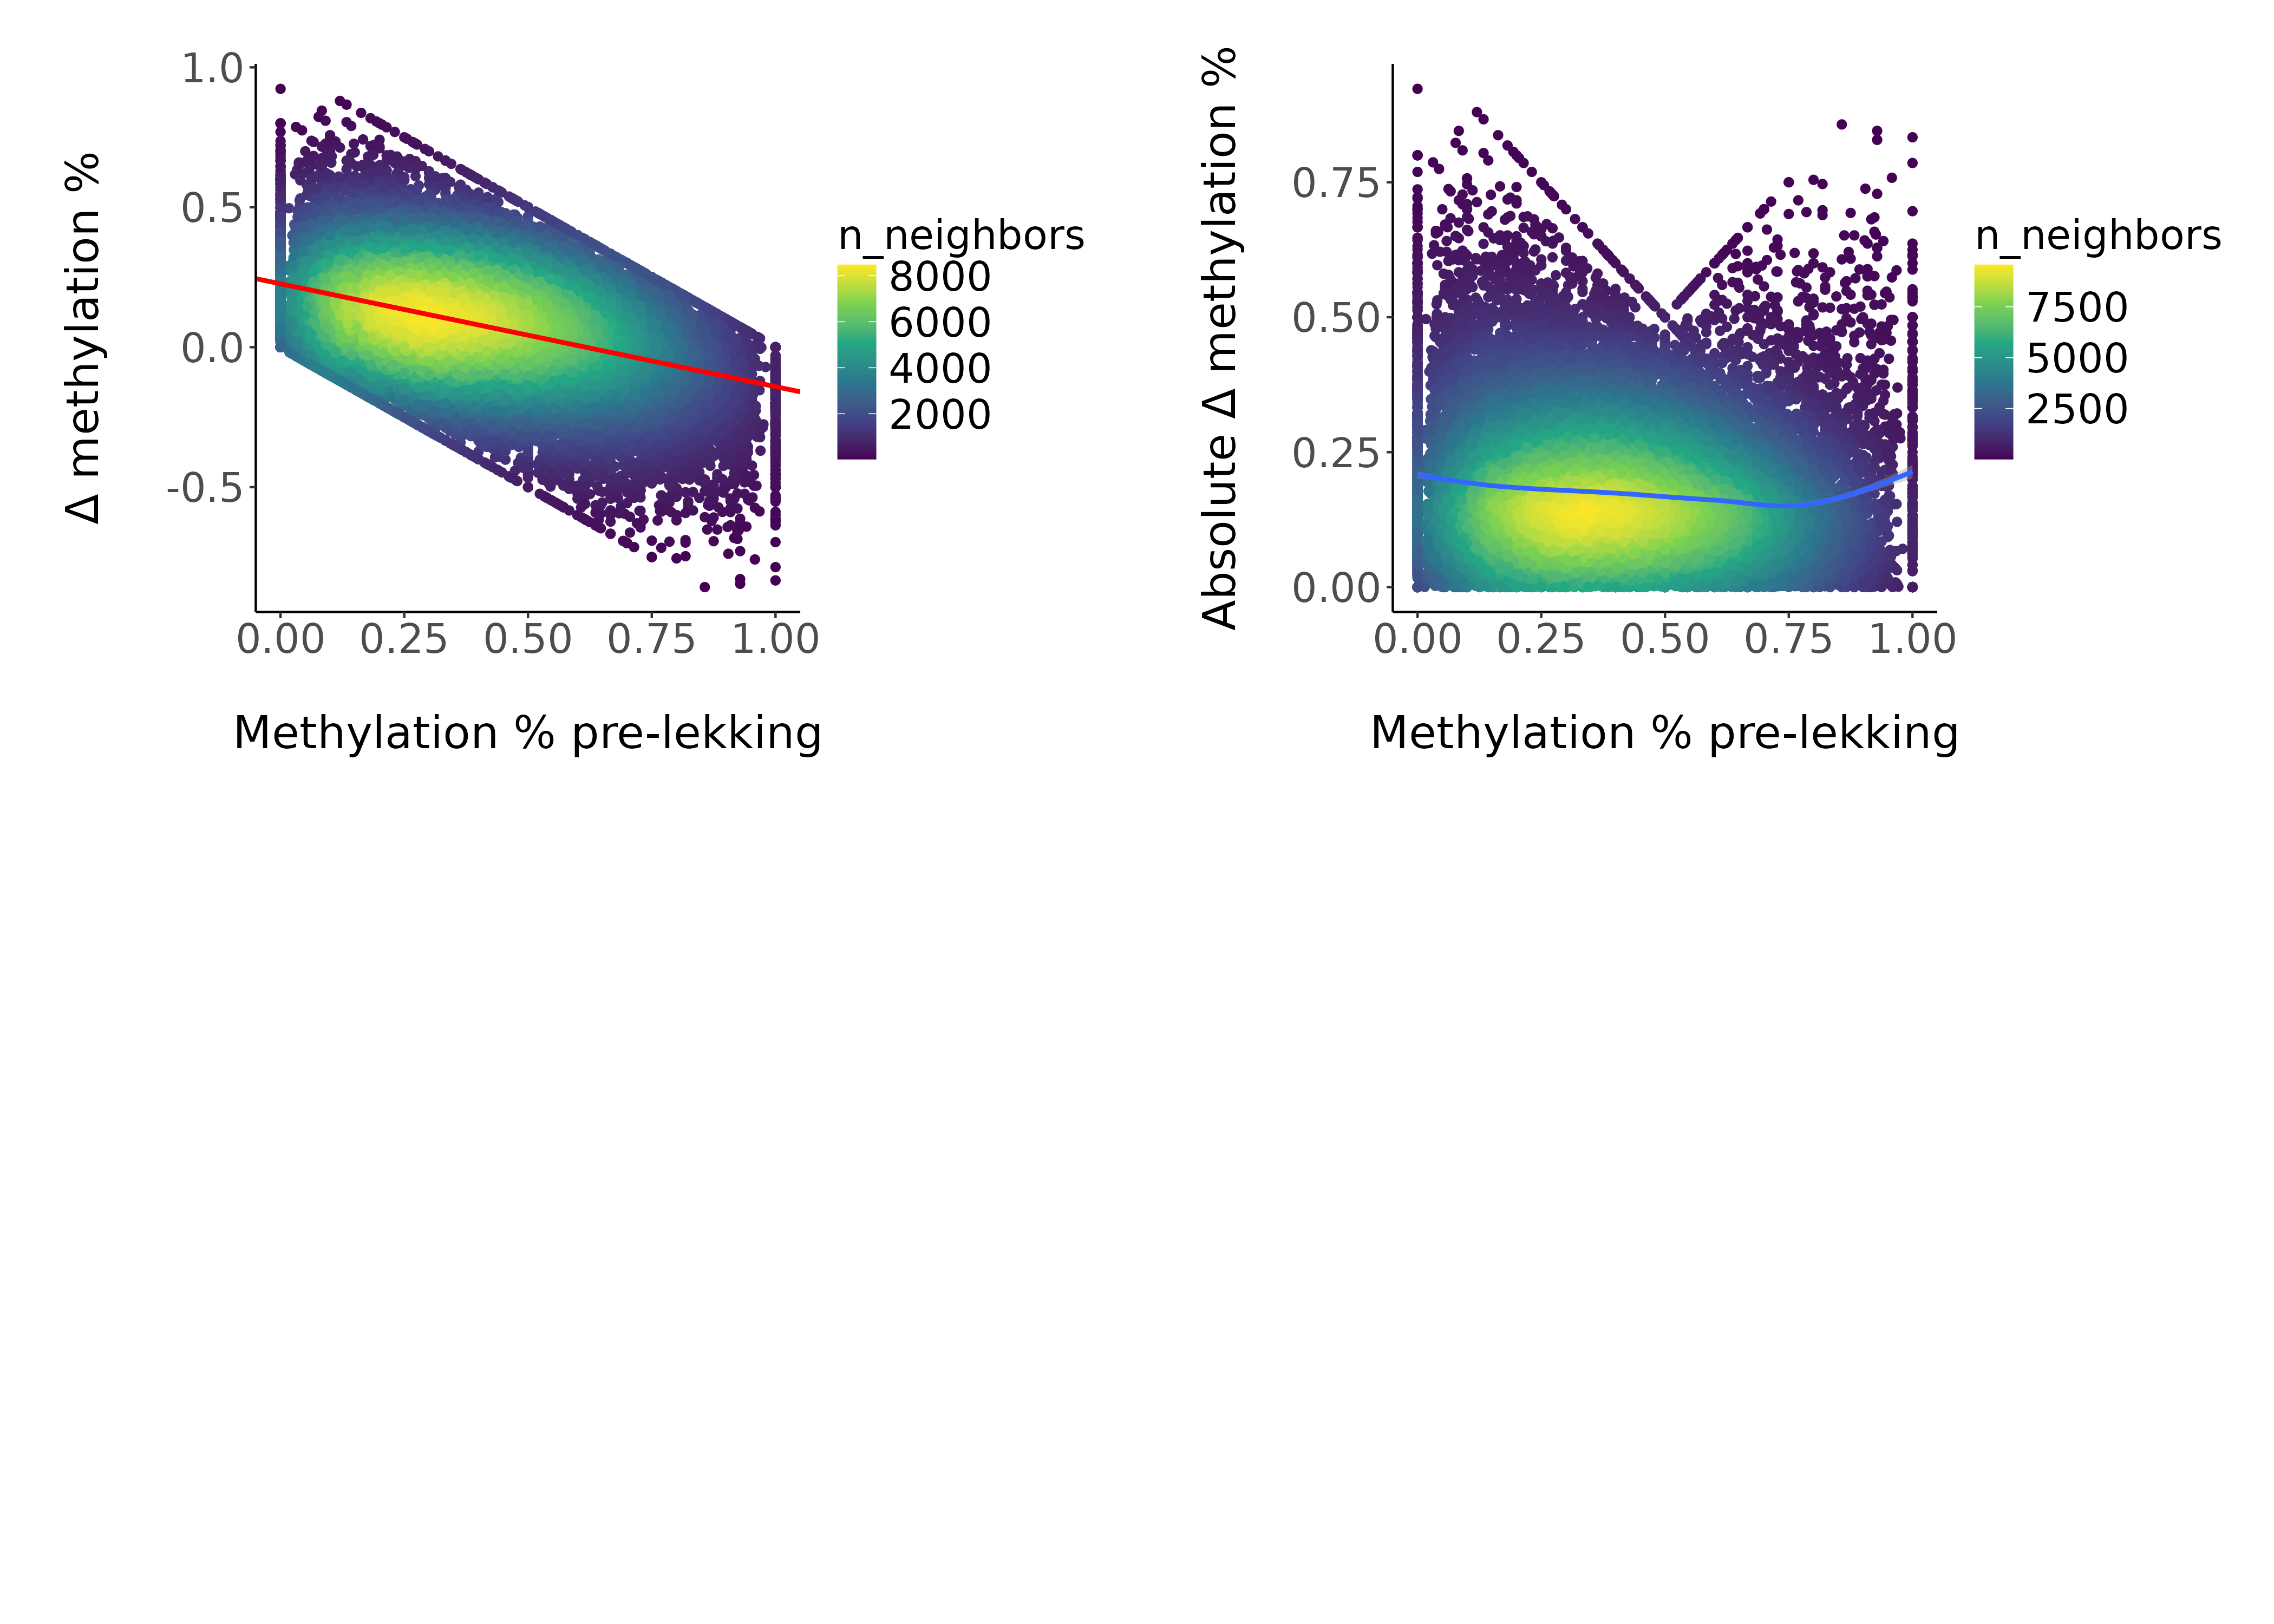 Δ methylation %
1.0
0.5
0.0
-0.5
0.00 0.25 0.50 0.75 1.00
Methylation % pre-lekking
n_neighbors
8000
6000
4000
2000
Absolute Δ methylation %
0.75
0.50
0.25
0.00
0.00 0.25 0.50 0.75 1.00
Methylation % pre-lekking
n_neighbors
7500
5000
2500